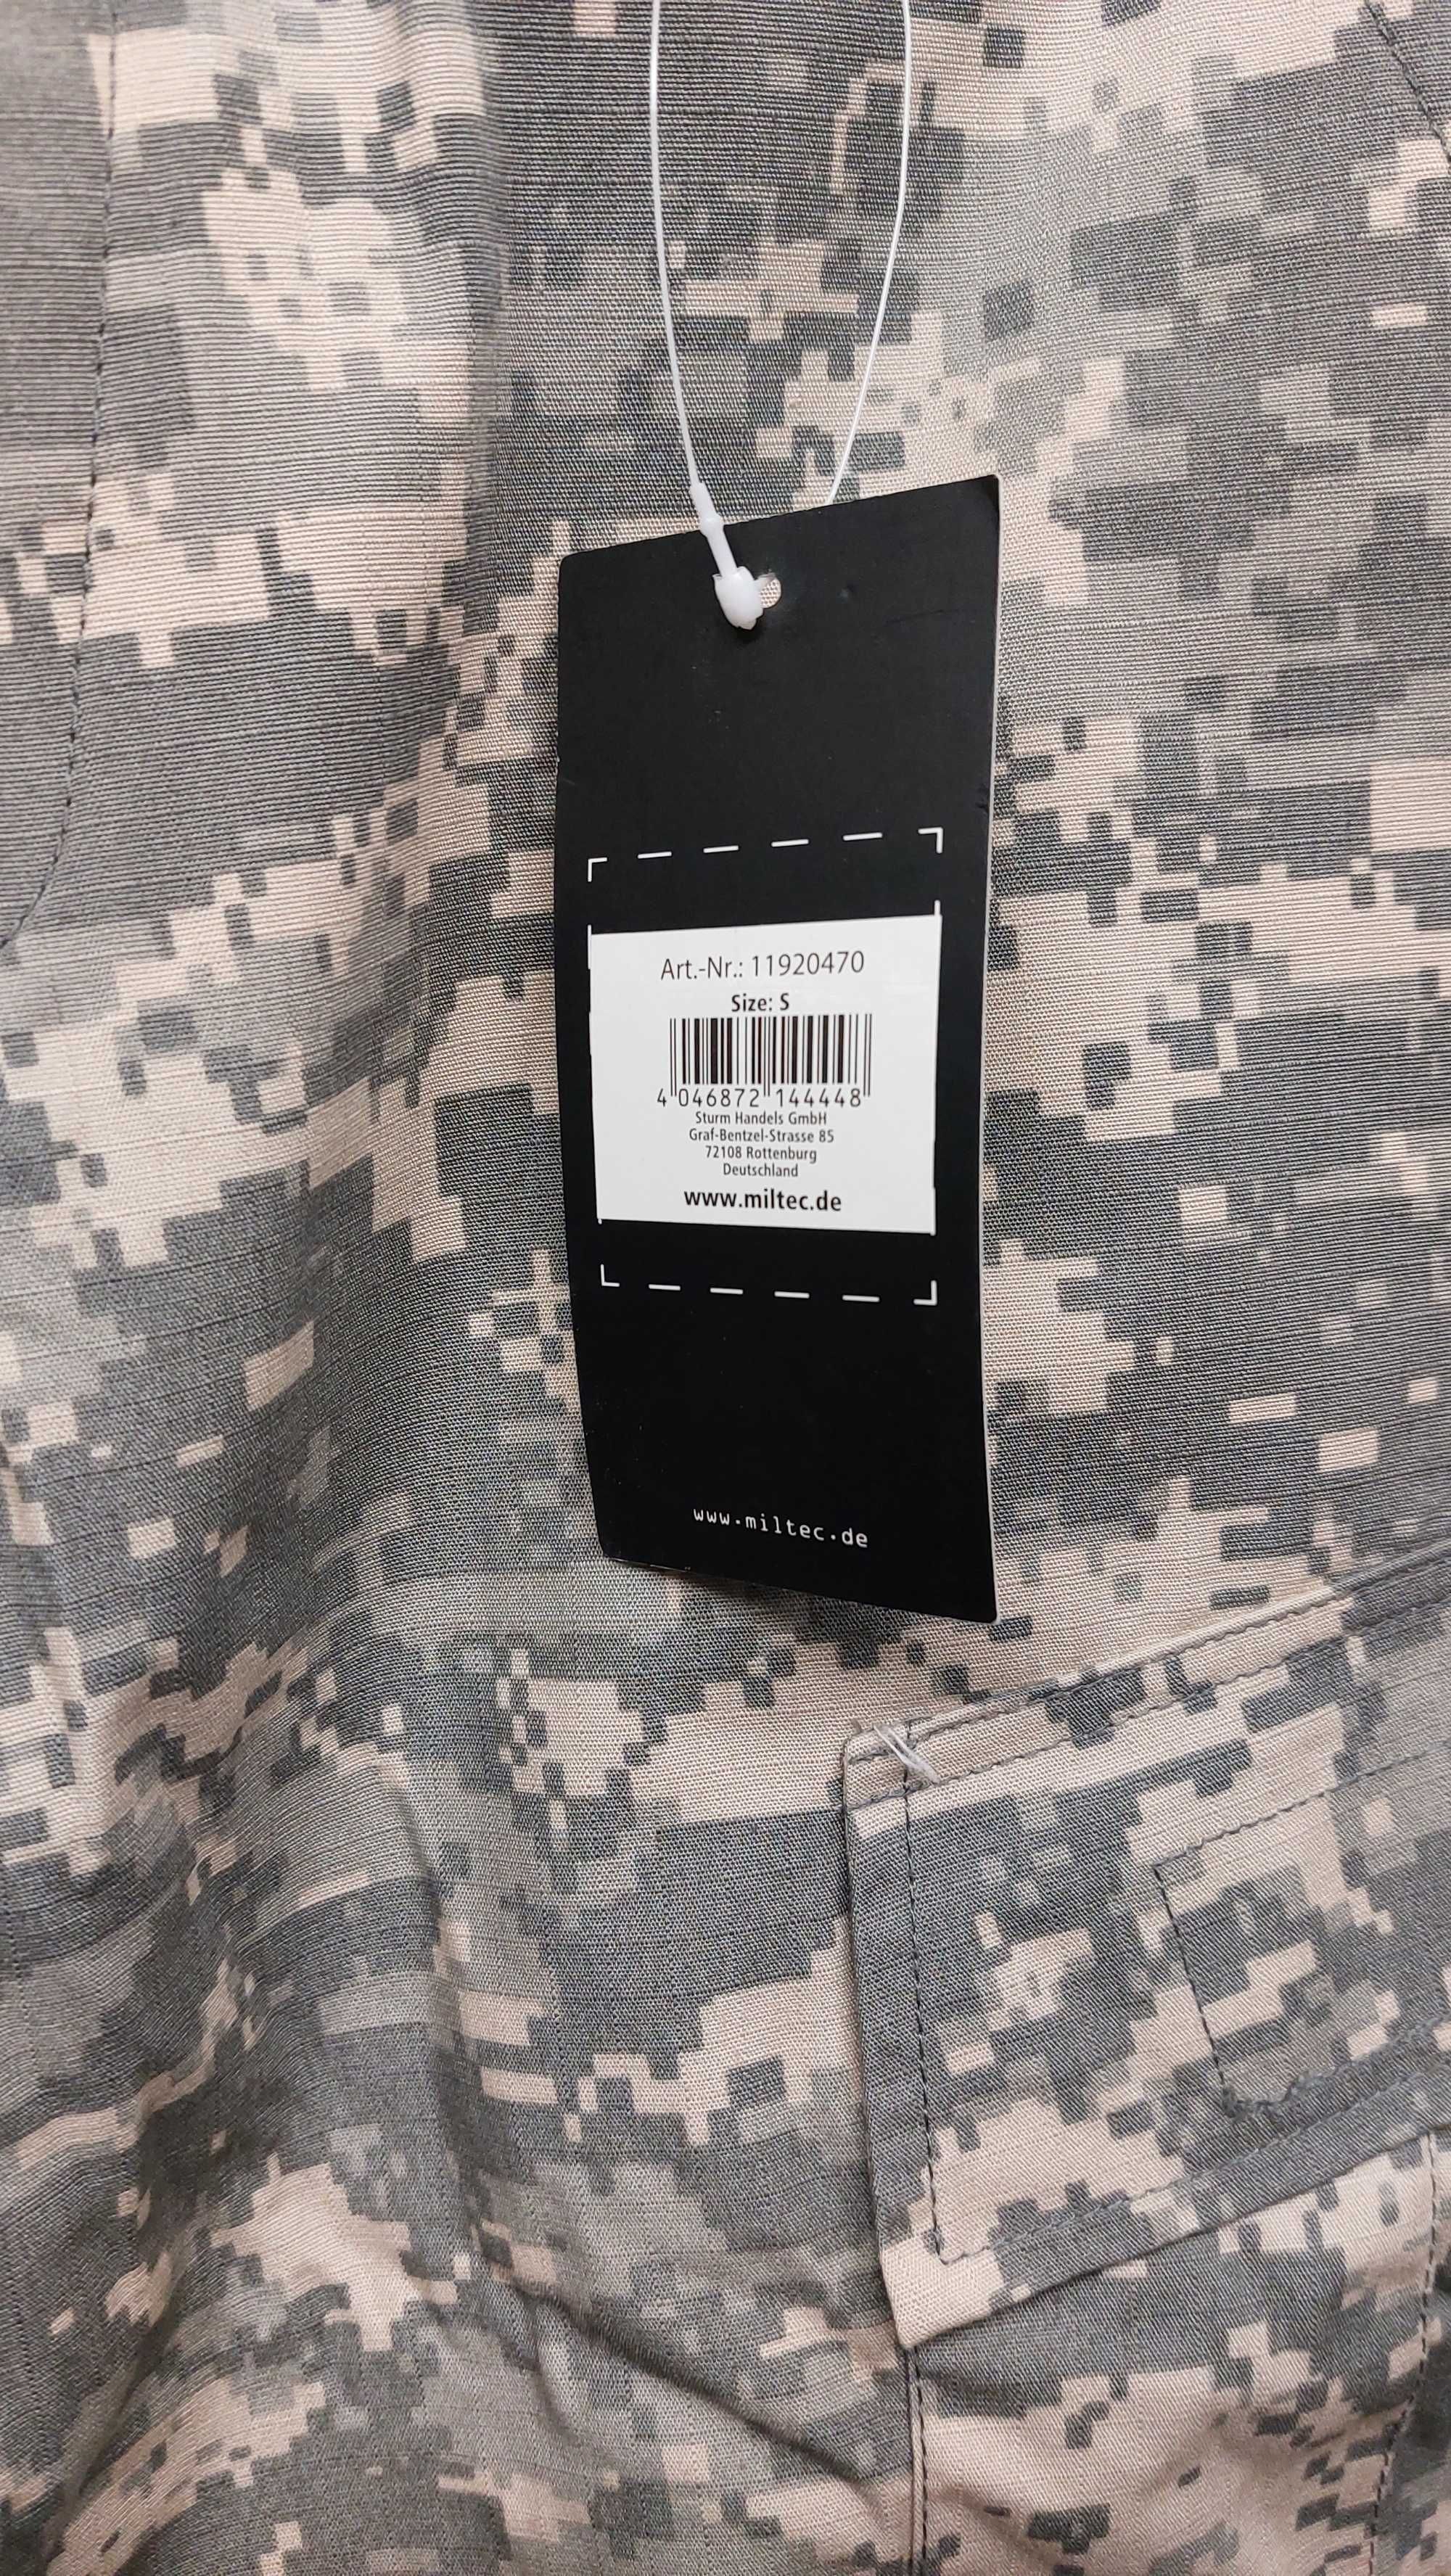 Art.-Nr.: 11920470
Size: S
4 046872 144448
Sturm Handels GmbH
Graf-Bentzel-Strasse 85
72108 Rottenburg
Deutschland
www.miltec.de
www.miltec.de